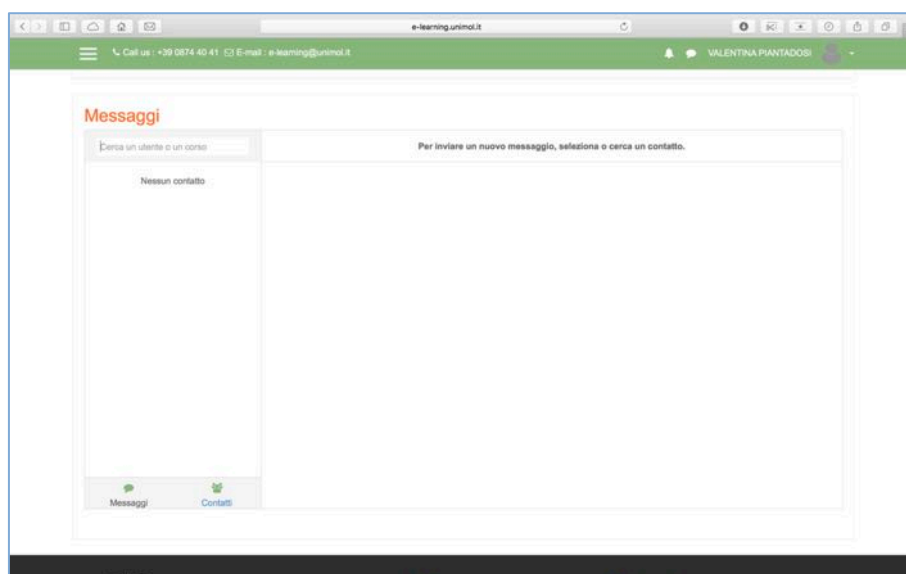 e-learning.unimol.it
Call us : +39 0874 40 41 E-mail : e-learning@unimol.it
VALENTINA PIANTADOSI
Messaggi
Cerca un utente o un corso
Per inviare un nuovo messaggio, seleziona o cerca un contatto.
Nessun contatto
Messaggi
Contatti